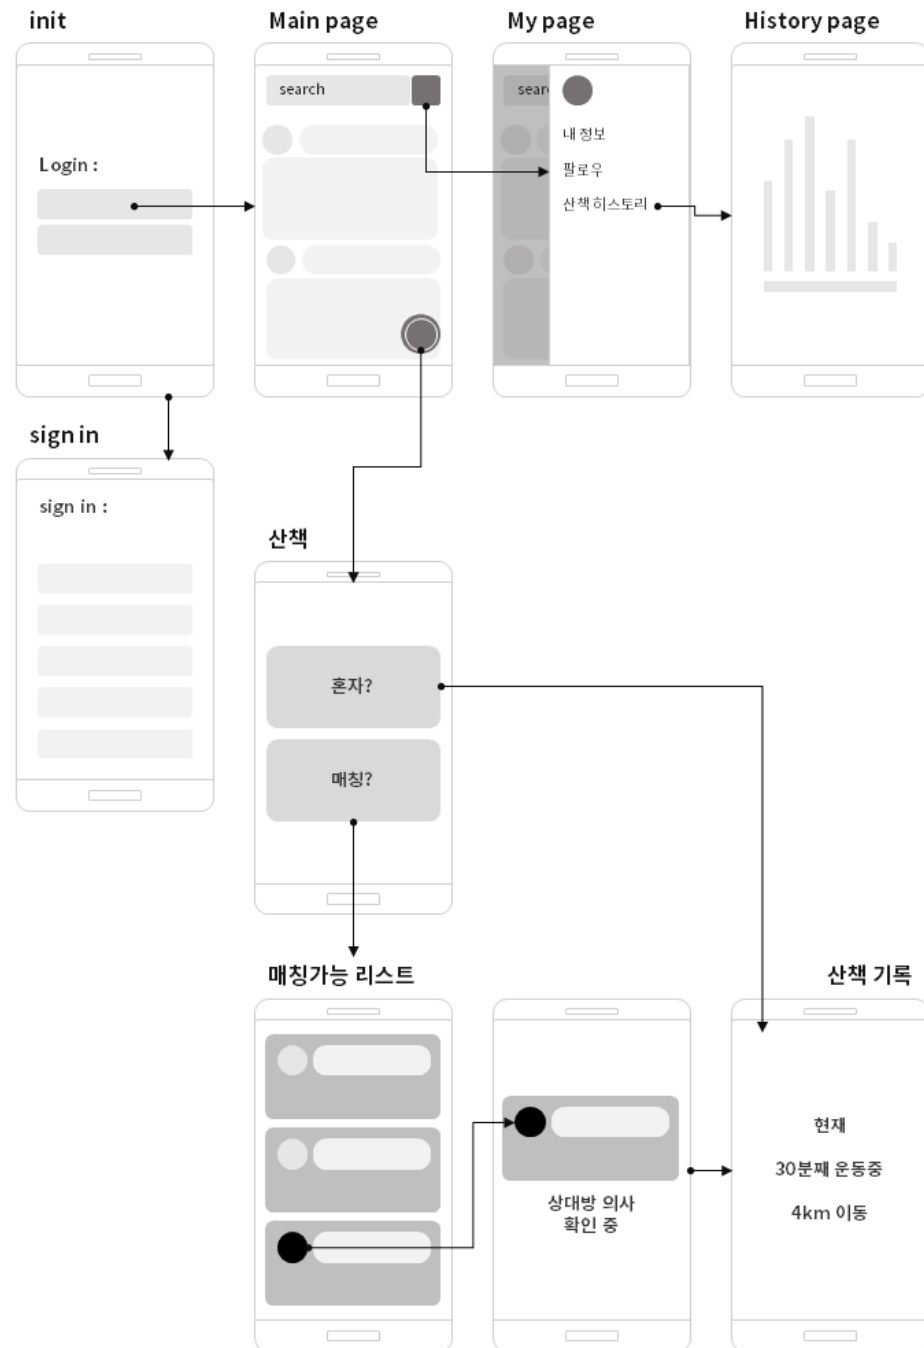 init
Main page
My page
History page
search
sear
내 정보
팔로우
산책 히스토리
Login :
sign in
sign in :
산책
혼자?
매칭?
매칭가능 리스트
산책 기록
상대방 의사
확인 중
현재
30분째 운동중
4km 이동